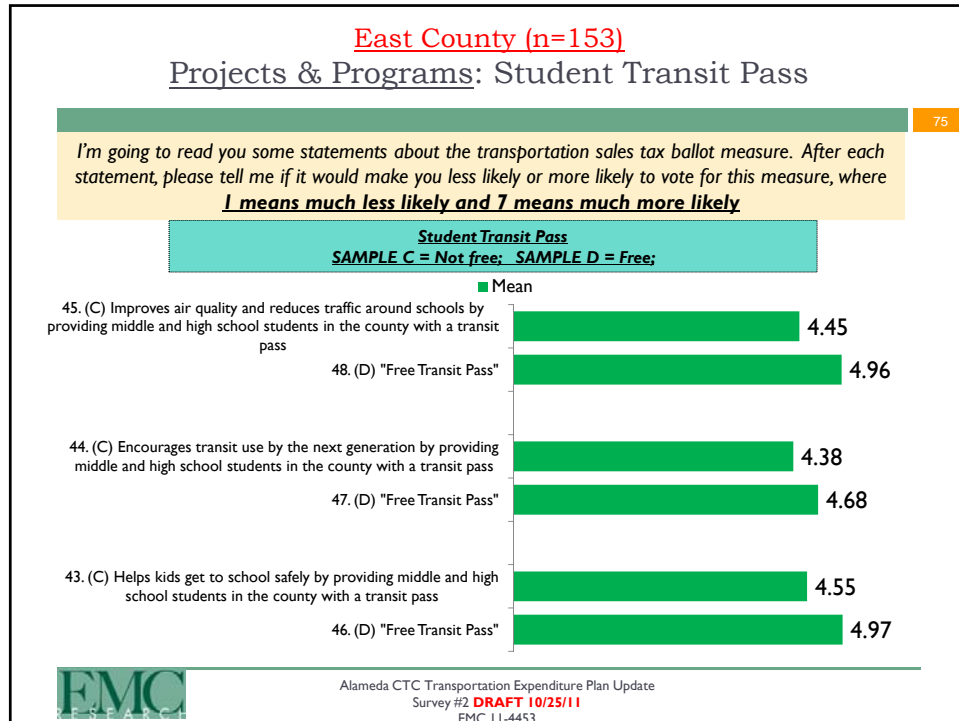 East County (n=153)
Projects & Programs: Student Transit Pass
75
I'm going to read you some statements about the transportation sales tax ballot measure. After each
statement, please tell me if it would make you less likely or more likely to vote for this measure, where
1 means much less likely and 7 means much more likely
Student Transit Pass
SAMPLE C = Not free; SAMPLE D = Free;
Mean
45. (C) Improves air quality and reduces traffic around schools by
providing middle and high school students in the county with a transit
pass
4.45
48. (D) "Free Transit Pass"
4.96
44. (C) Encourages transit use by the next generation by providing
middle and high school students in the county with a transit pass
4.38
47. (D) "Free Transit Pass"
4.68
43. (C) Helps kids get to school safely by providing middle and high
school students in the county with a transit pass
4.55
46. (D) "Free Transit Pass"
4.97
EMC
RESEARCH
Alameda CTC Transportation Expenditure Plan Update
Survey #2 DRAFT 10/25/11
EMC 11-4453